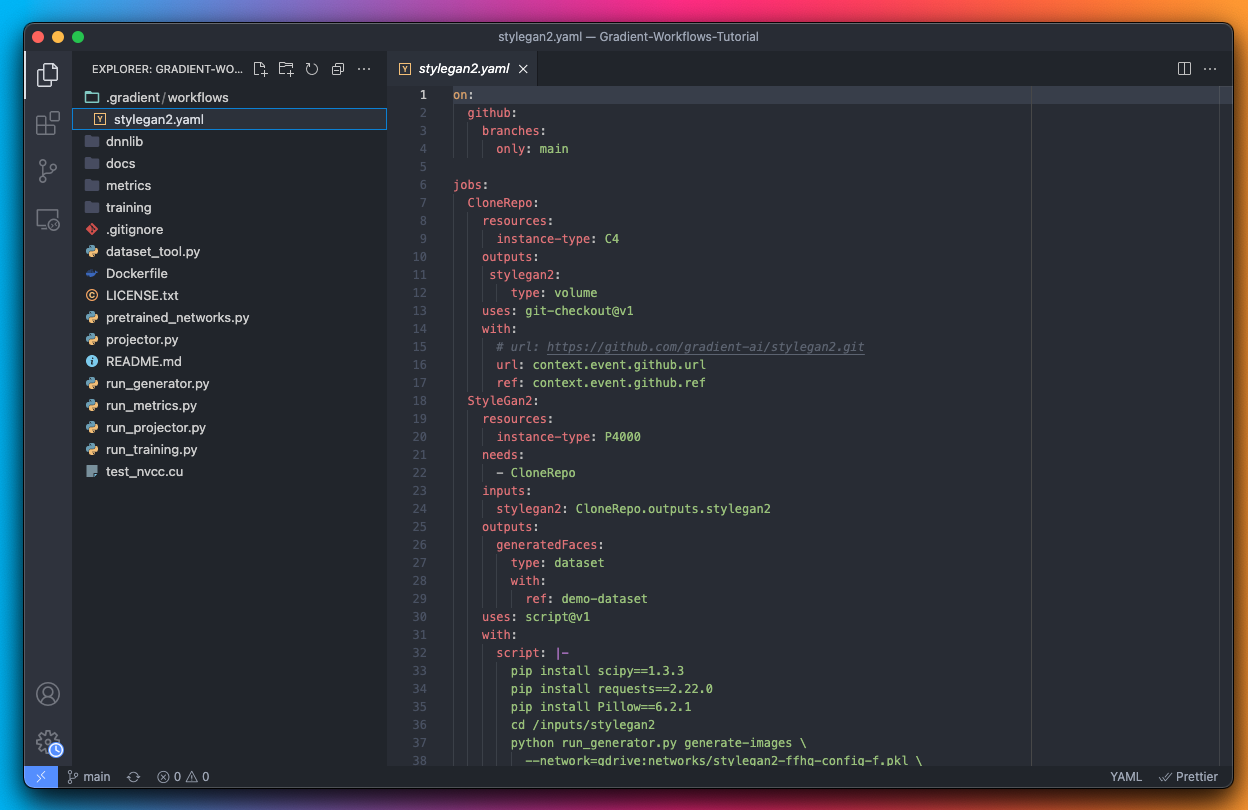 stylegan2.yaml — Gradient-Workflows-Tutorial
EXPLORER: GRADIENT-WO...
.gradient/workflows
Y stylegan2.yaml
dnnlib
docs
metrics
training
.gitignore
dataset_tool.py
Dockerfile
LICENSE.txt
pretrained_networks.py
projector.py
README.md
run_generator.py
run_metrics.py
run_projector.py
run_training.py
test_nvcc.cu
Y stylegan2.yaml
1 on:
2 github:
3 branches:
4 only: main
5
6 jobs:
7 CloneRepo:
8 resources:
9 instance-type: C4
10 outputs:
11 stylegan2:
12 type: volume
13 uses: git-checkout@v1
14 with:
15 # url: https://github.com/gradient-ai/stylegan2.git
16 url: context.event.github.url
17 ref: context.event.github.ref
18 StyleGan2:
19 resources:
20 instance-type: P4000
21 needs:
22 - CloneRepo
23 inputs:
24 stylegan2: CloneRepo.outputs.stylegan2
25 outputs:
26 generatedFaces:
27 type: dataset
28 with:
29 ref: demo-dataset
30 uses: script@v1
31 with:
32 script: |-
33 pip install scipy==1.3.3
34 pip install requests==2.22.0
35 pip install Pillow==6.2.1
36 cd /inputs/stylegan2
37 python run_generator.py generate-images \
38 --network=gdrive:networks/stylegan2-ffhq-config-f.pkl \
main
0 0
YAML
Prettier